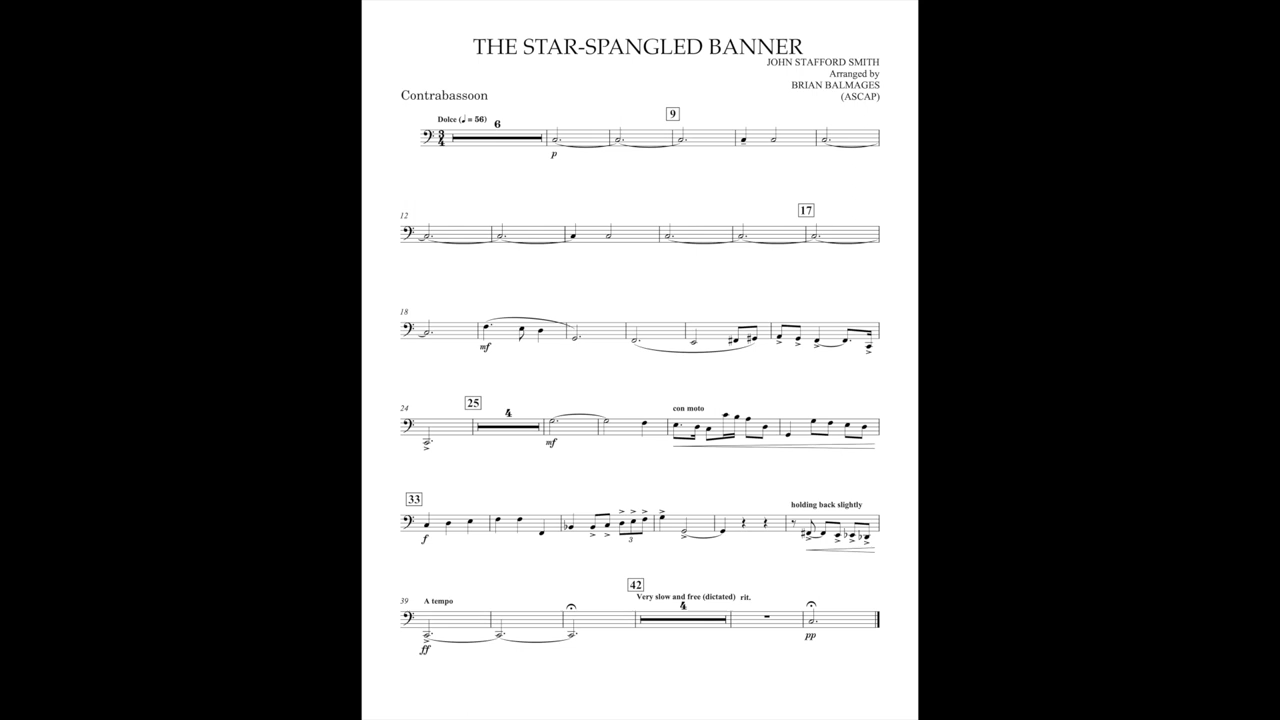 THE STAR-SPANGLED BANNER
JOHN STAFFORD SMITH
Arranged by
BRIAN BALMAGES
(ASCAP)
Contrabassoon
Dolce (♩ = 56)
6
9
3
4
p
12
17
18
mf
24
25
4
con moto
mf
33
holding back slightly
f
3
39
A tempo
42
Very slow and free (dictated) rit.
4
ff
pp